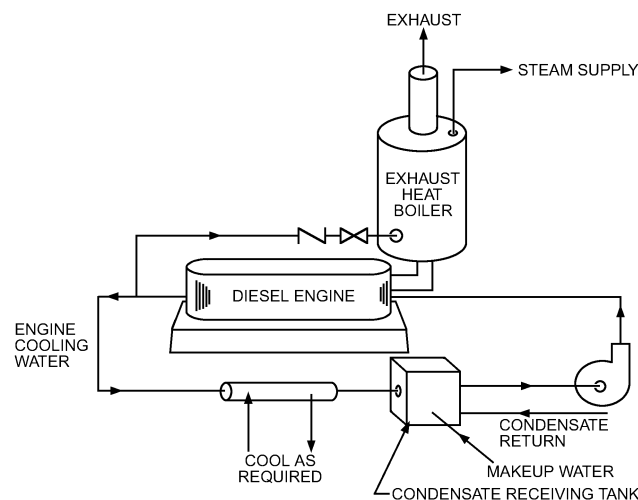 EXHAUST
STEAM SUPPLY
EXHAUST
HEAT
BOILER
DIESEL ENGINE
ENGINE
COOLING
WATER
CONDENSATE
RETURN
COOL AS
REQUIRED
MAKEUP WATER
CONDENSATE RECEIVING TANK